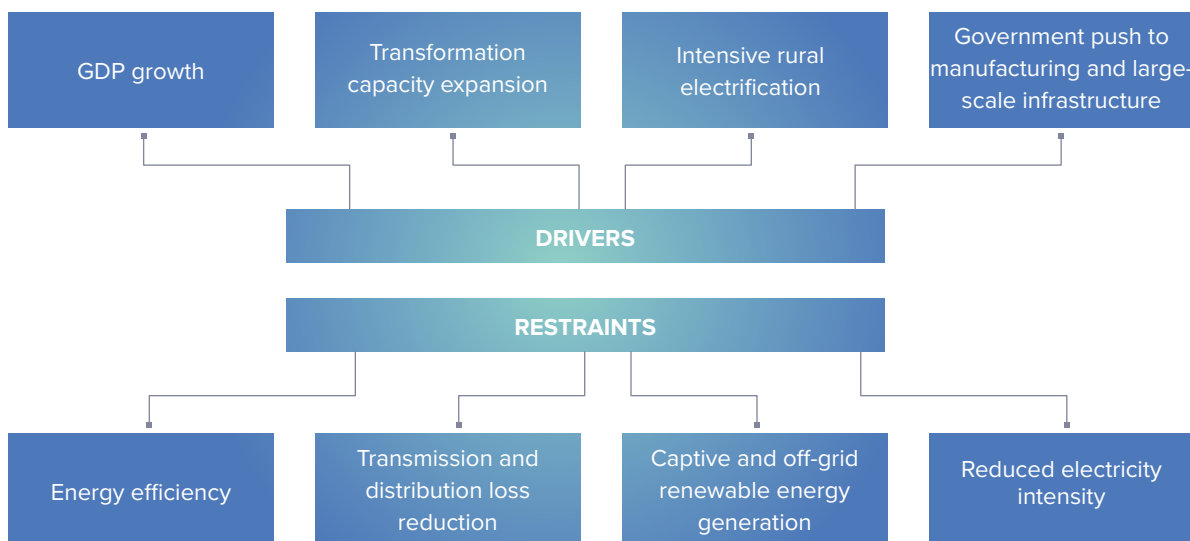 GDP growth
Transformation
capacity expansion
Intensive rural
electrification
Government push to
manufacturing and large-
scale infrastructure
DRIVERS
RESTRAINTS
Energy efficiency
Transmission and
distribution loss
reduction
Captive and off-grid
renewable energy
generation
Reduced electricity
intensity